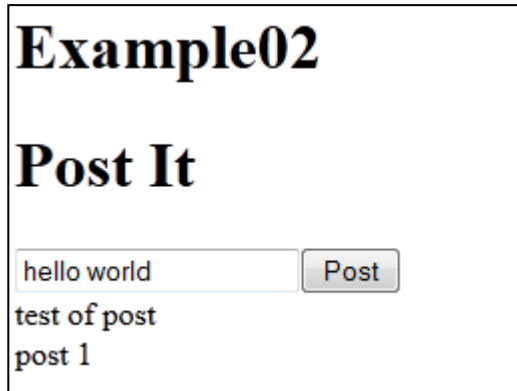 Example02
Post It
hello world Post
test of post
post 1